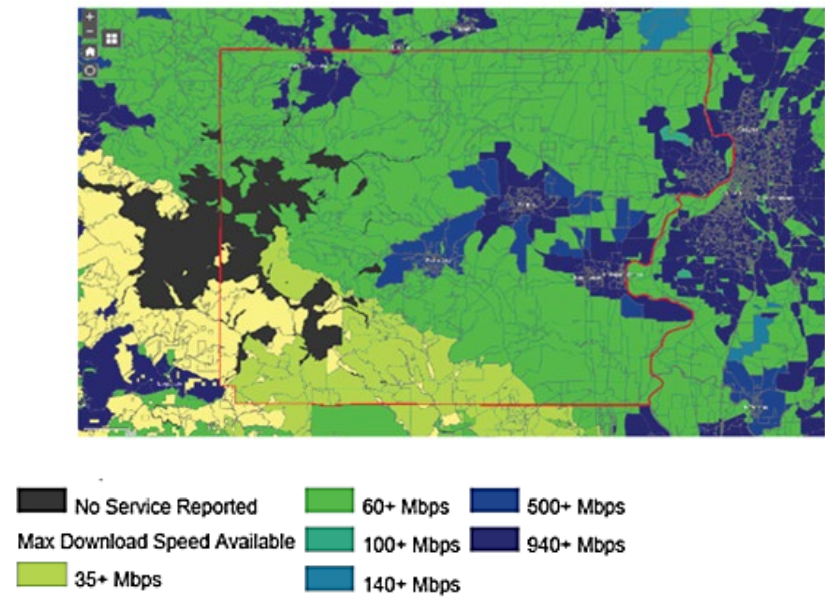 No Service Reported
Max Download Speed Available
35+ Mbps
60+ Mbps
100+ Mbps
140+ Mbps
500+ Mbps
940+ Mbps